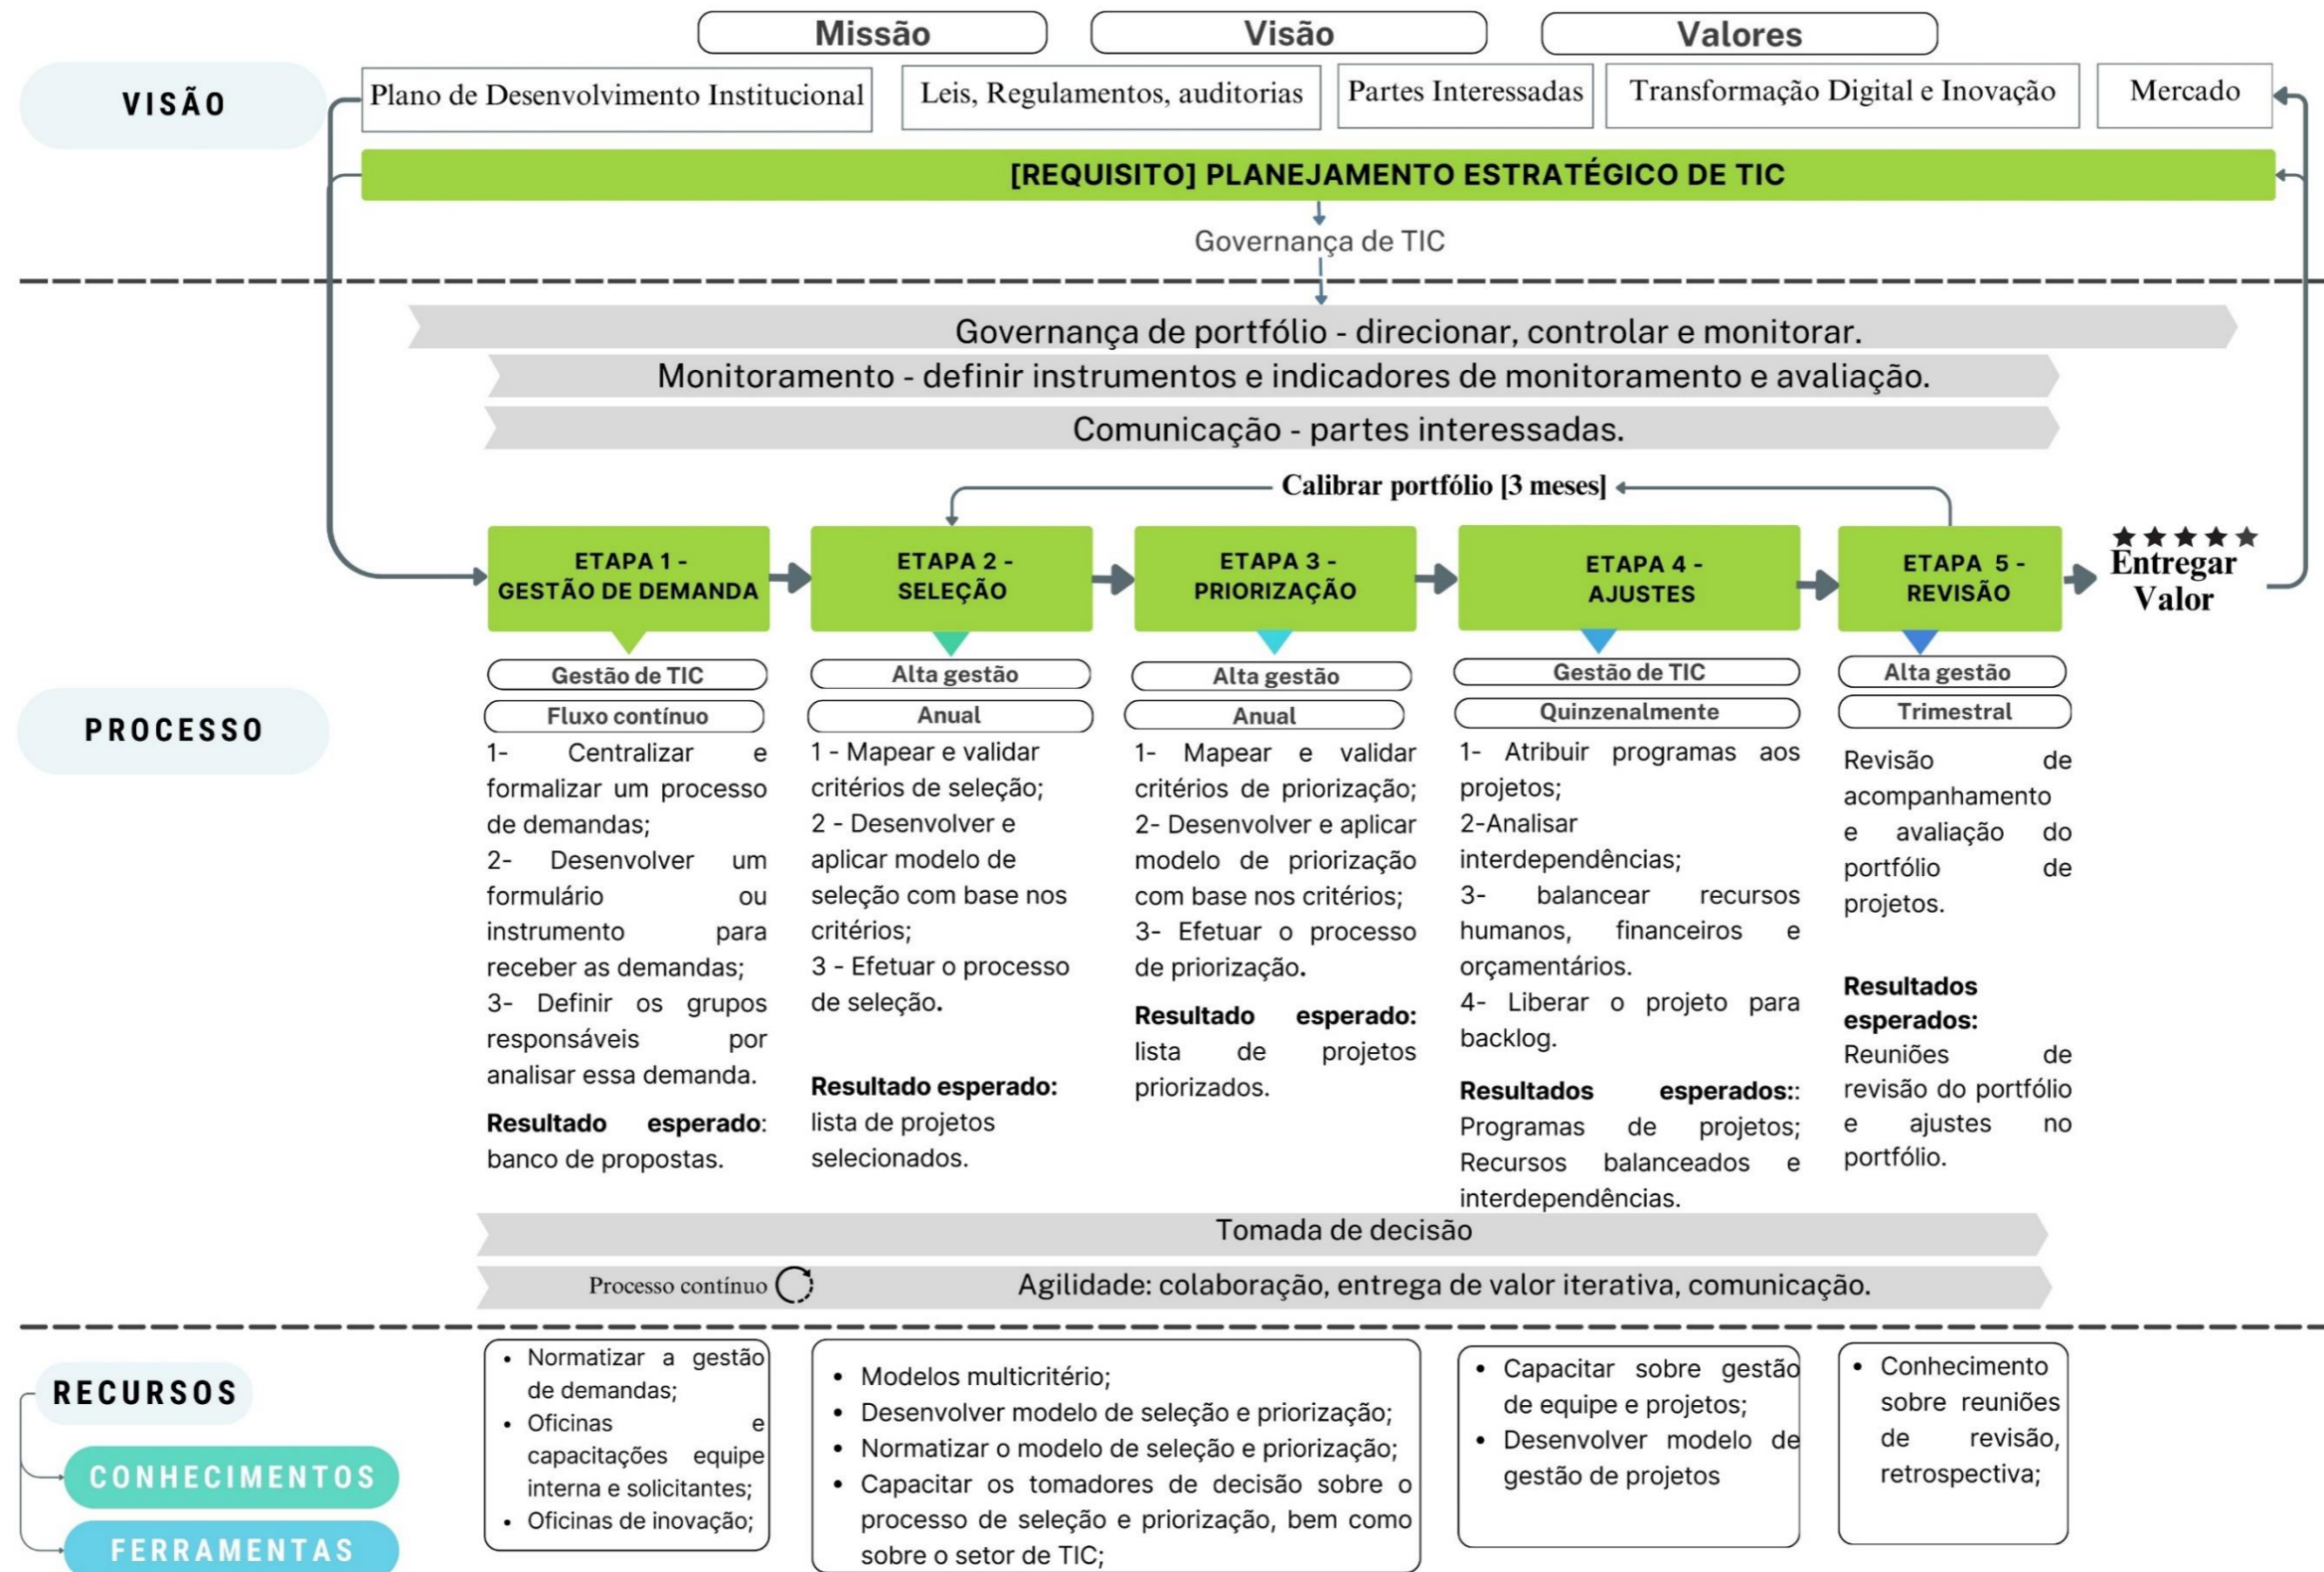 Missão
Visão
Valores
VISÃO
Plano de Desenvolvimento Institucional
Leis, Regulamentos, auditorias
Partes Interessadas
Transformação Digital e Inovação
Mercado
[REQUISITO] PLANEJAMENTO ESTRATÉGICO DE TIC
Governança de TIC
Governança de portfólio - direcionar, controlar e monitorar.
Monitoramento - definir instrumentos e indicadores de monitoramento e avaliação.
Comunicação - partes interessadas.
Calibrar portfólio [3 meses]
PROCESSO
ETAPA 1 -
GESTÃO DE DEMANDA
Gestão de TIC
Fluxo contínuo
1- Centralizar e
formalizar um processo
de demandas;
2- Desenvolver um
formulário ou
instrumento para
receber as demandas;
3- Definir os grupos
responsáveis por
analisar essa demanda.
Resultado esperado:
banco de propostas.
ETAPA 2 -
SELEÇÃO
Alta gestão
Anual
1 - Mapear e validar
critérios de seleção;
2 - Desenvolver e
aplicar modelo de
seleção com base nos
critérios;
3 - Efetuar o processo
de seleção.
Resultado esperado:
lista de projetos
selecionados.
ETAPA 3 -
PRIORIZAÇÃO
Alta gestão
Anual
1- Mapear e validar
critérios de priorização;
2- Desenvolver e aplicar
modelo de priorização
com base nos critérios;
3- Efetuar o processo
de priorização.
Resultado esperado:
lista de projetos
priorizados.
ETAPA 4 -
AJUSTES
Gestão de TIC
Quinzenalmente
1- Atribuir programas aos
projetos;
2-Analisar
interdependências;
3- balancear recursos
humanos, financeiros e
orçamentários.
4- Liberar o projeto para
backlog.
Resultados esperados::
Programas de projetos;
Recursos balanceados e
interdependências.
ETAPA 5 -
REVISÃO
Alta gestão
Trimestral
Revisão de
acompanhamento
e avaliação do
portfólio de
projetos.
Resultados
esperados:
Reuniões de
revisão do portfólio
e ajustes no
portfólio.
★★★★★
Entregar
Valor
Tomada de decisão
Processo contínuo
Agilidade: colaboração, entrega de valor iterativa, comunicação.
RECURSOS
CONHECIMENTOS
FERRAMENTAS
• Normatizar a gestão
de demandas;
• Oficinas e
capacitações equipe
interna e solicitantes;
• Oficinas de inovação;
• Modelos multicritério;
• Desenvolver modelo de seleção e priorização;
• Normatizar o modelo de seleção e priorização;
• Capacitar os tomadores de decisão sobre o
processo de seleção e priorização, bem como
sobre o setor de TIC;
• Capacitar sobre gestão
de equipe e projetos;
• Desenvolver modelo de
gestão de projetos
• Conhecimento
sobre reuniões
de revisão,
retrospectiva;